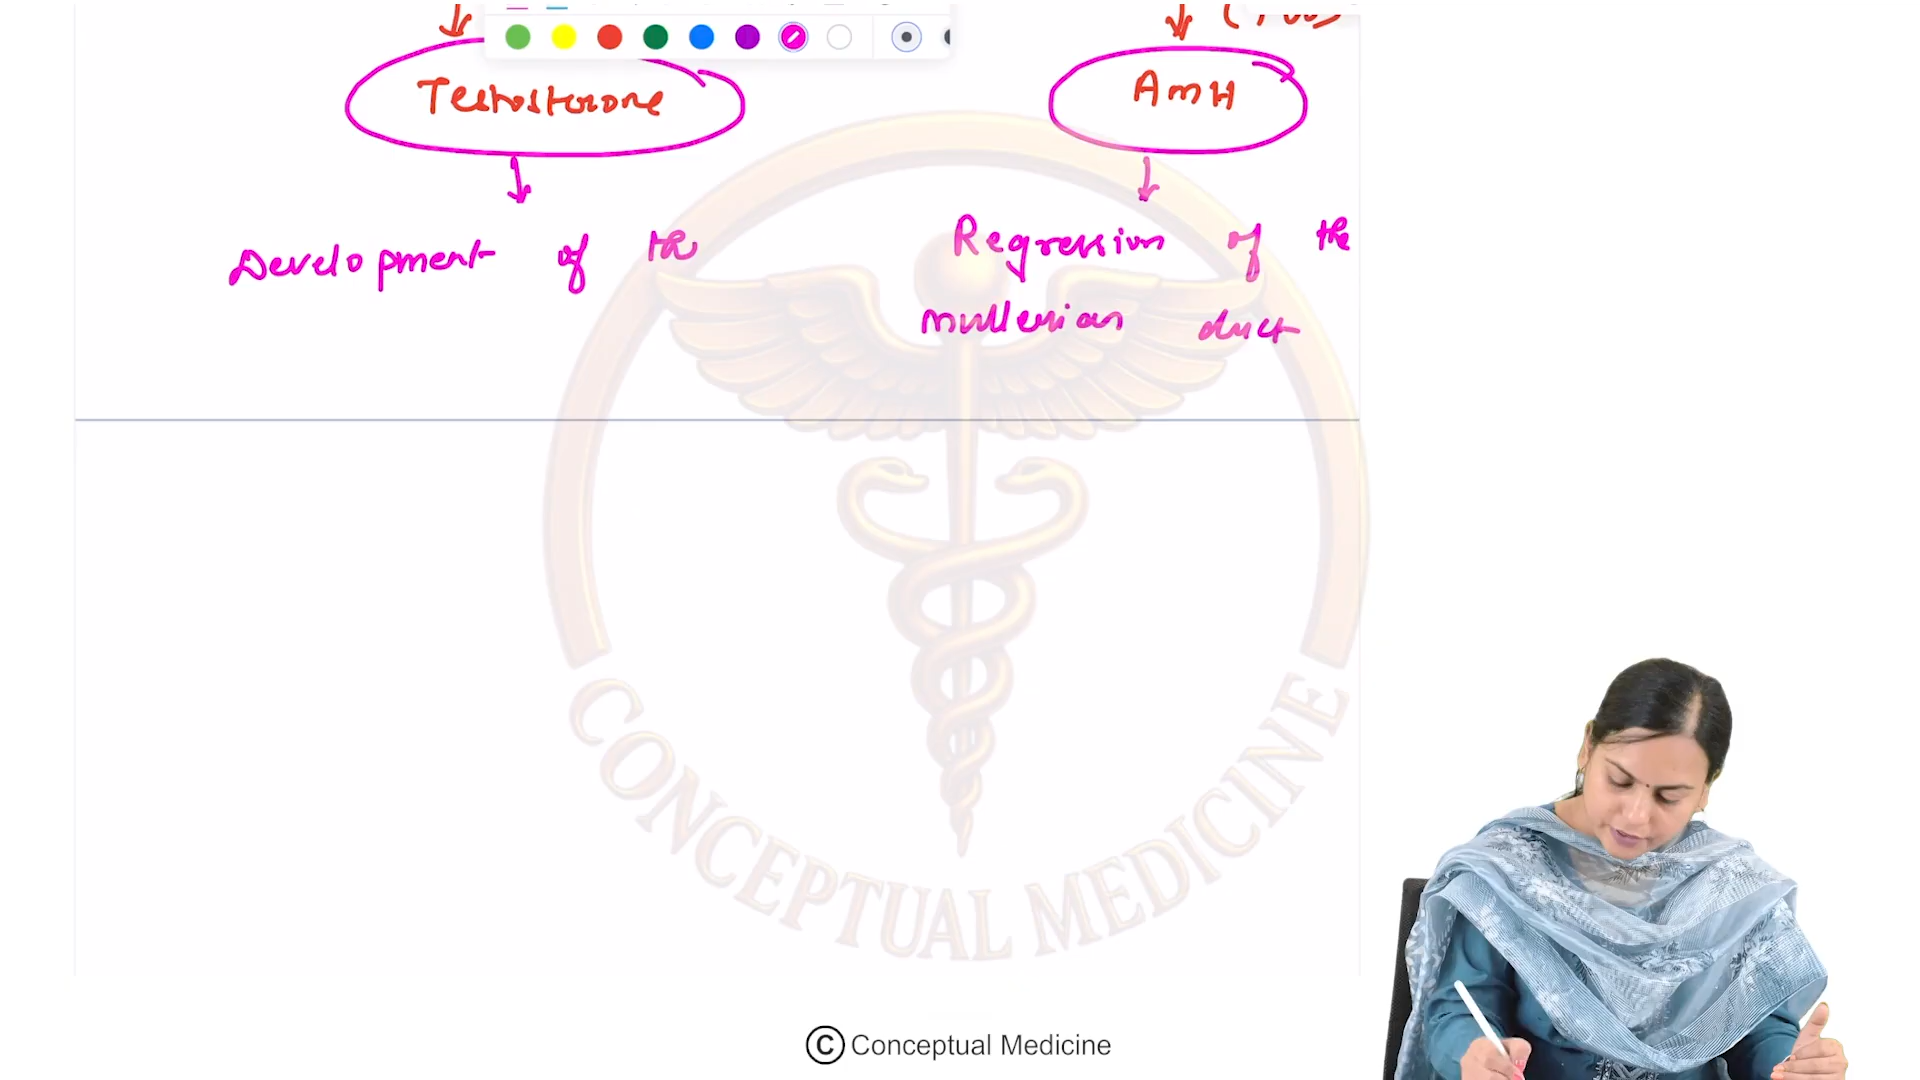 Testosterone
AMH
Development of the
Regression of the
mullerian duct
CONCEPTUAL MEDICINE
© Conceptual Medicine